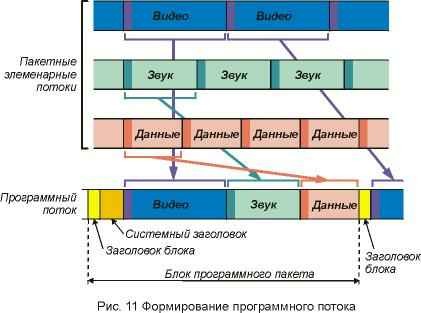 Видео Видео
Пакетные
элеменарные
потоки
Звук Звук Звук
Данные Данные Данные Данные
Программный
поток
Видео Звук Данные
Системный заголовок
Заголовок блока
Заголовок
блока
Блок программного пакета
Рис. 11 Формирование программного потока